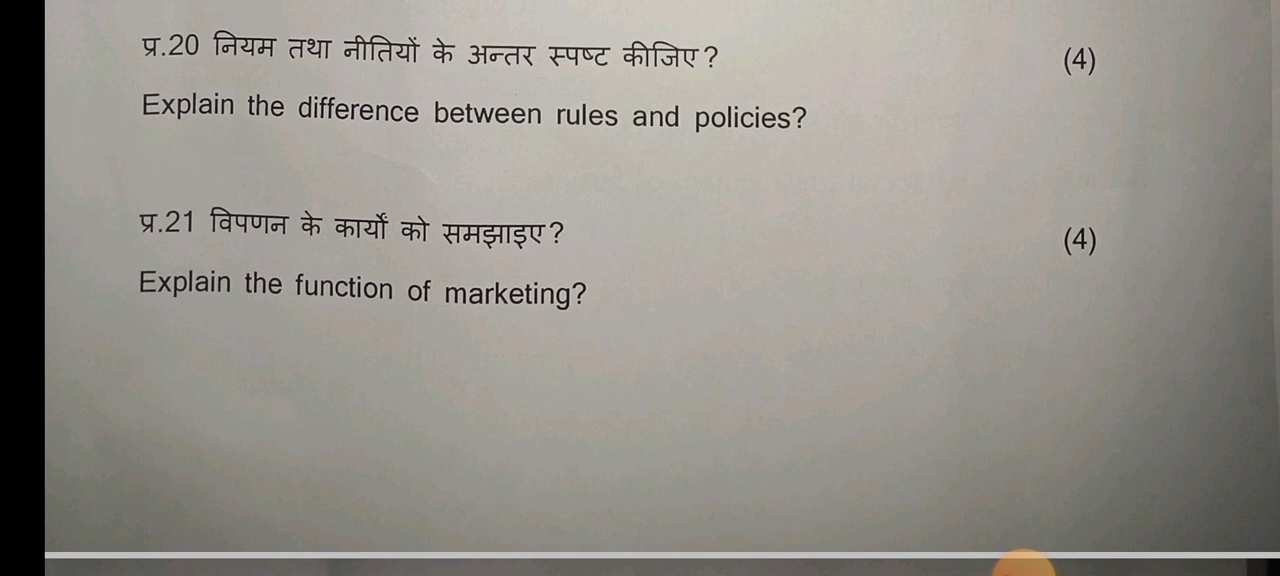 प्र.20 नियम तथा नीतियों के अन्तर स्पष्ट कीजिए? (4)
Explain the difference between rules and policies?
प्र.21 विपणन के कार्यों को समझाइए? (4)
Explain the function of marketing?